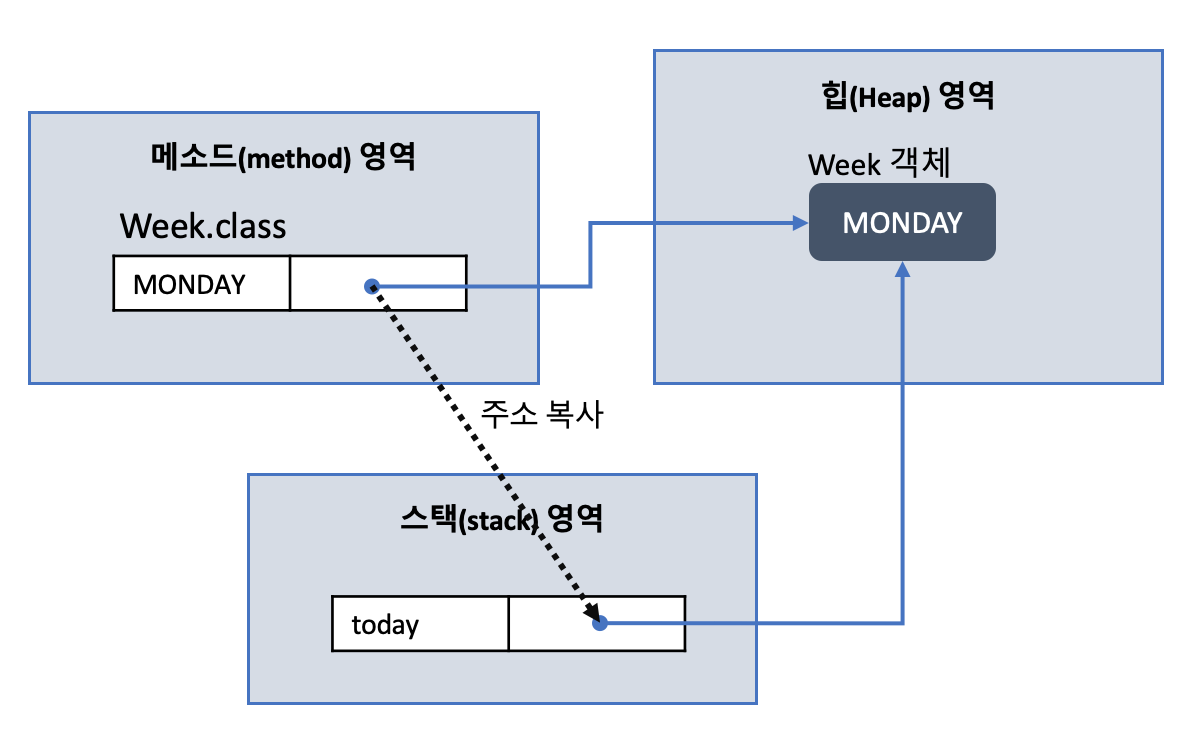 힙(Heap) 영역
메소드(method) 영역
Week 객체
MONDAY
Week.class
MONDAY
주소 복사
스택(stack) 영역
today